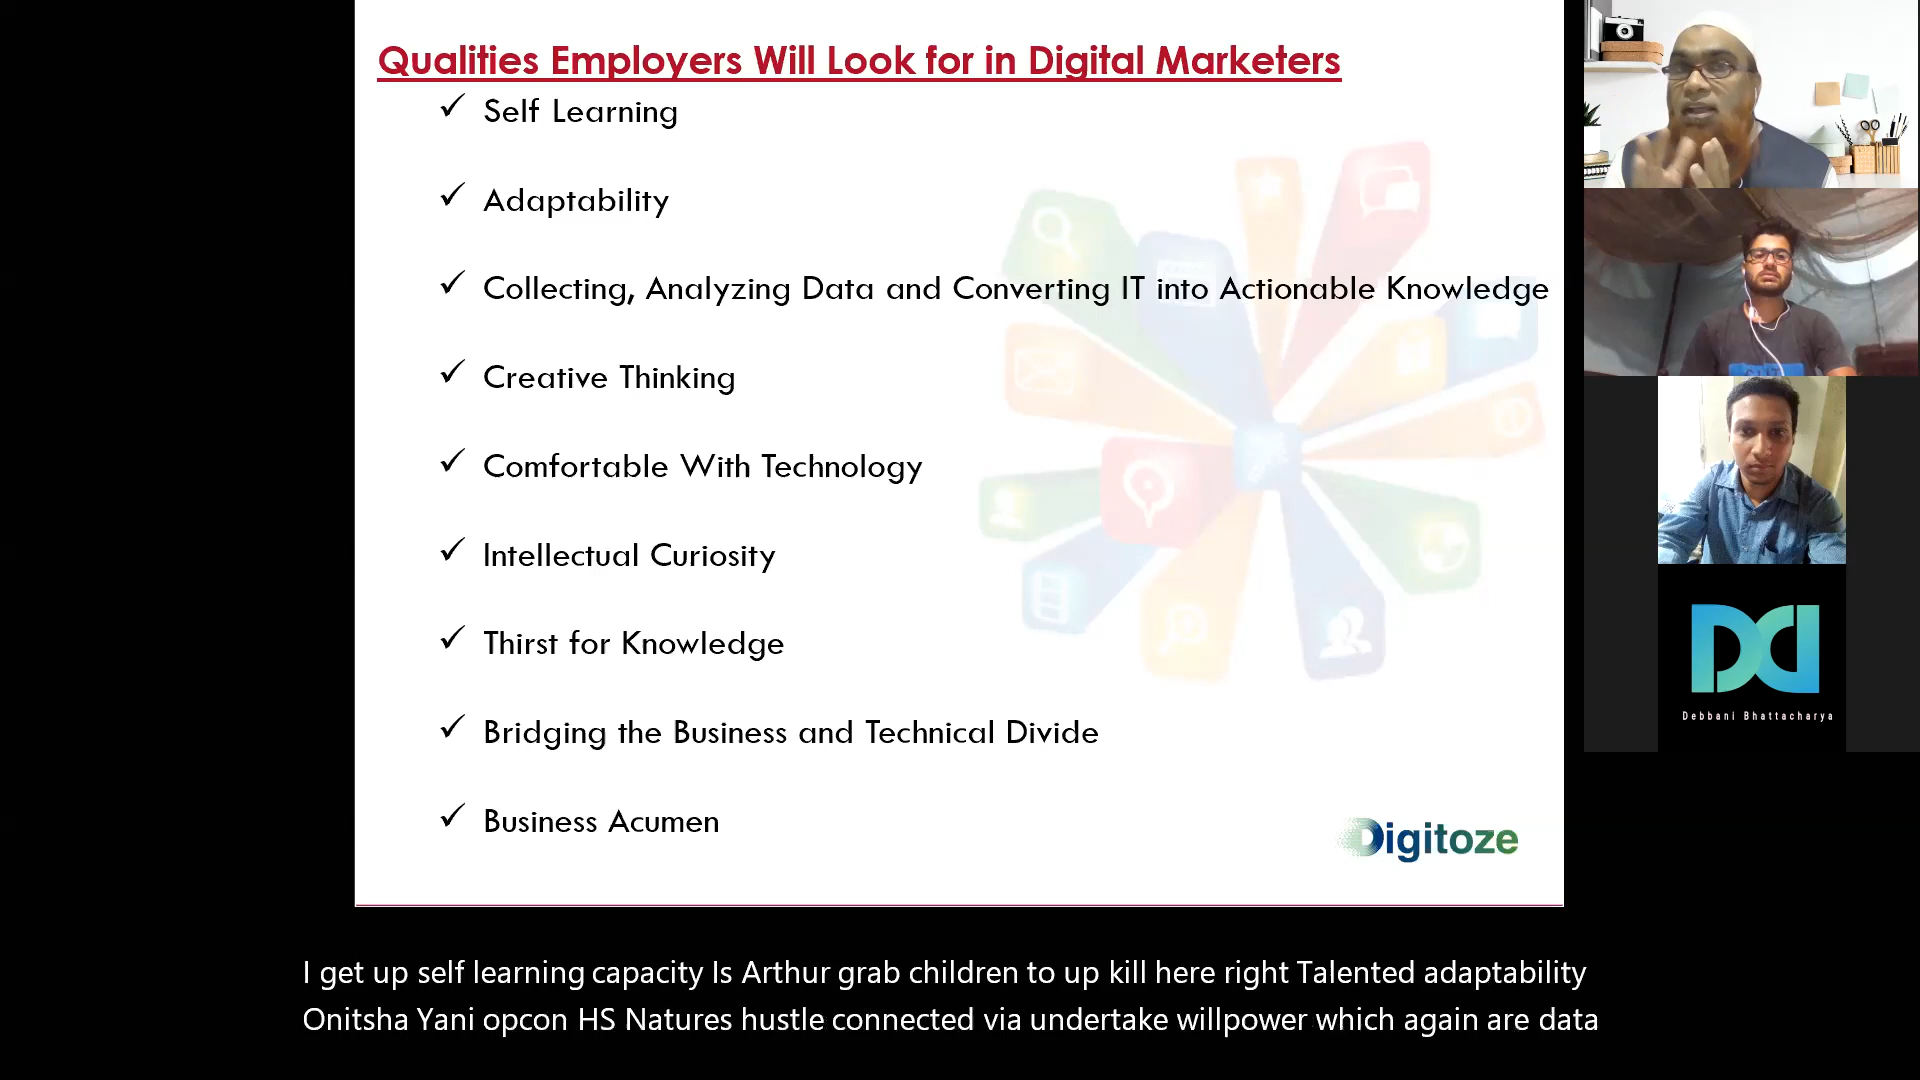 Qualities Employers Will Look for in Digital Marketers
✓ Self Learning
✓ Adaptability
✓ Collecting, Analyzing Data and Converting IT into Actionable Knowledge
✓ Creative Thinking
✓ Comfortable With Technology
✓ Intellectual Curiosity
✓ Thirst for Knowledge
✓ Bridging the Business and Technical Divide
✓ Business Acumen
Digitoze
DD
Debbani Bhattacharya
I get up self learning capacity Is Arthur grab children to up kill here right Talented adaptability
Onitsha Yani opcon HS Natures hustle connected via undertake willpower which again are data